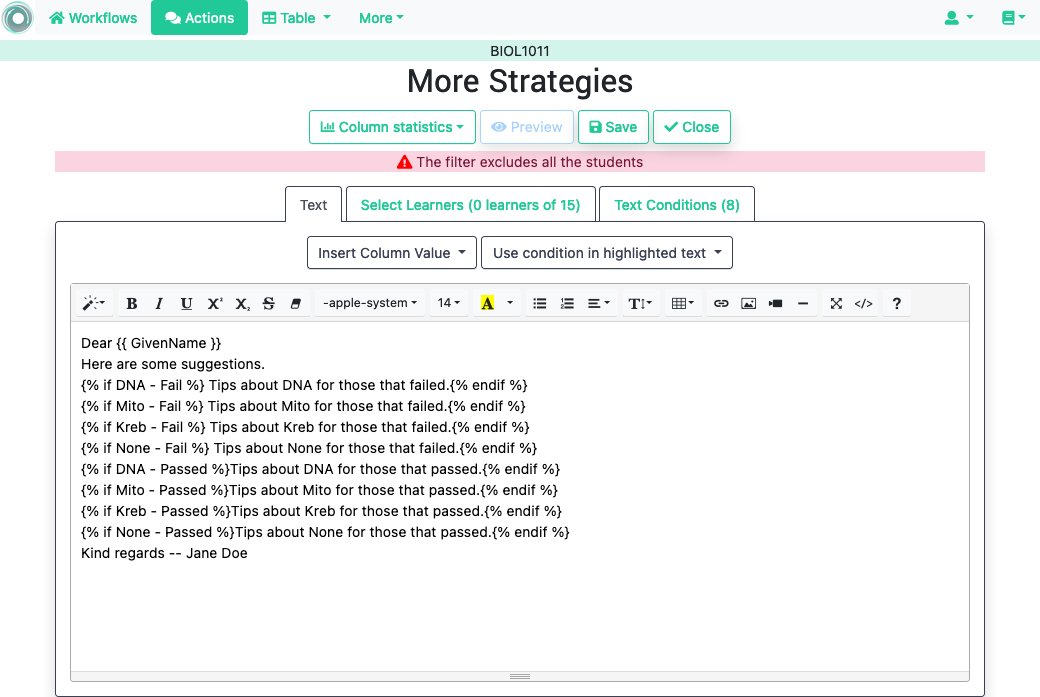 Workflows Actions Table More
BIOL1011
More Strategies
Column statistics Preview Save Close
The filter excludes all the students
Text Select Learners (0 learners of 15) Text Conditions (8)
Insert Column Value Use condition in highlighted text
B I U X² X₂ S -apple-system 14 A T </> ?
Dear {{ GivenName }}
Here are some suggestions.
{% if DNA - Fail %} Tips about DNA for those that failed.{% endif %}
{% if Mito - Fail %} Tips about Mito for those that failed.{% endif %}
{% if Kreb - Fail %} Tips about Kreb for those that failed.{% endif %}
{% if None - Fail %} Tips about None for those that failed.{% endif %}
{% if DNA - Passed %}Tips about DNA for those that passed.{% endif %}
{% if Mito - Passed %}Tips about Mito for those that passed.{% endif %}
{% if Kreb - Passed %}Tips about Kreb for those that passed.{% endif %}
{% if None - Passed %}Tips about None for those that passed.{% endif %}
Kind regards -- Jane Doe